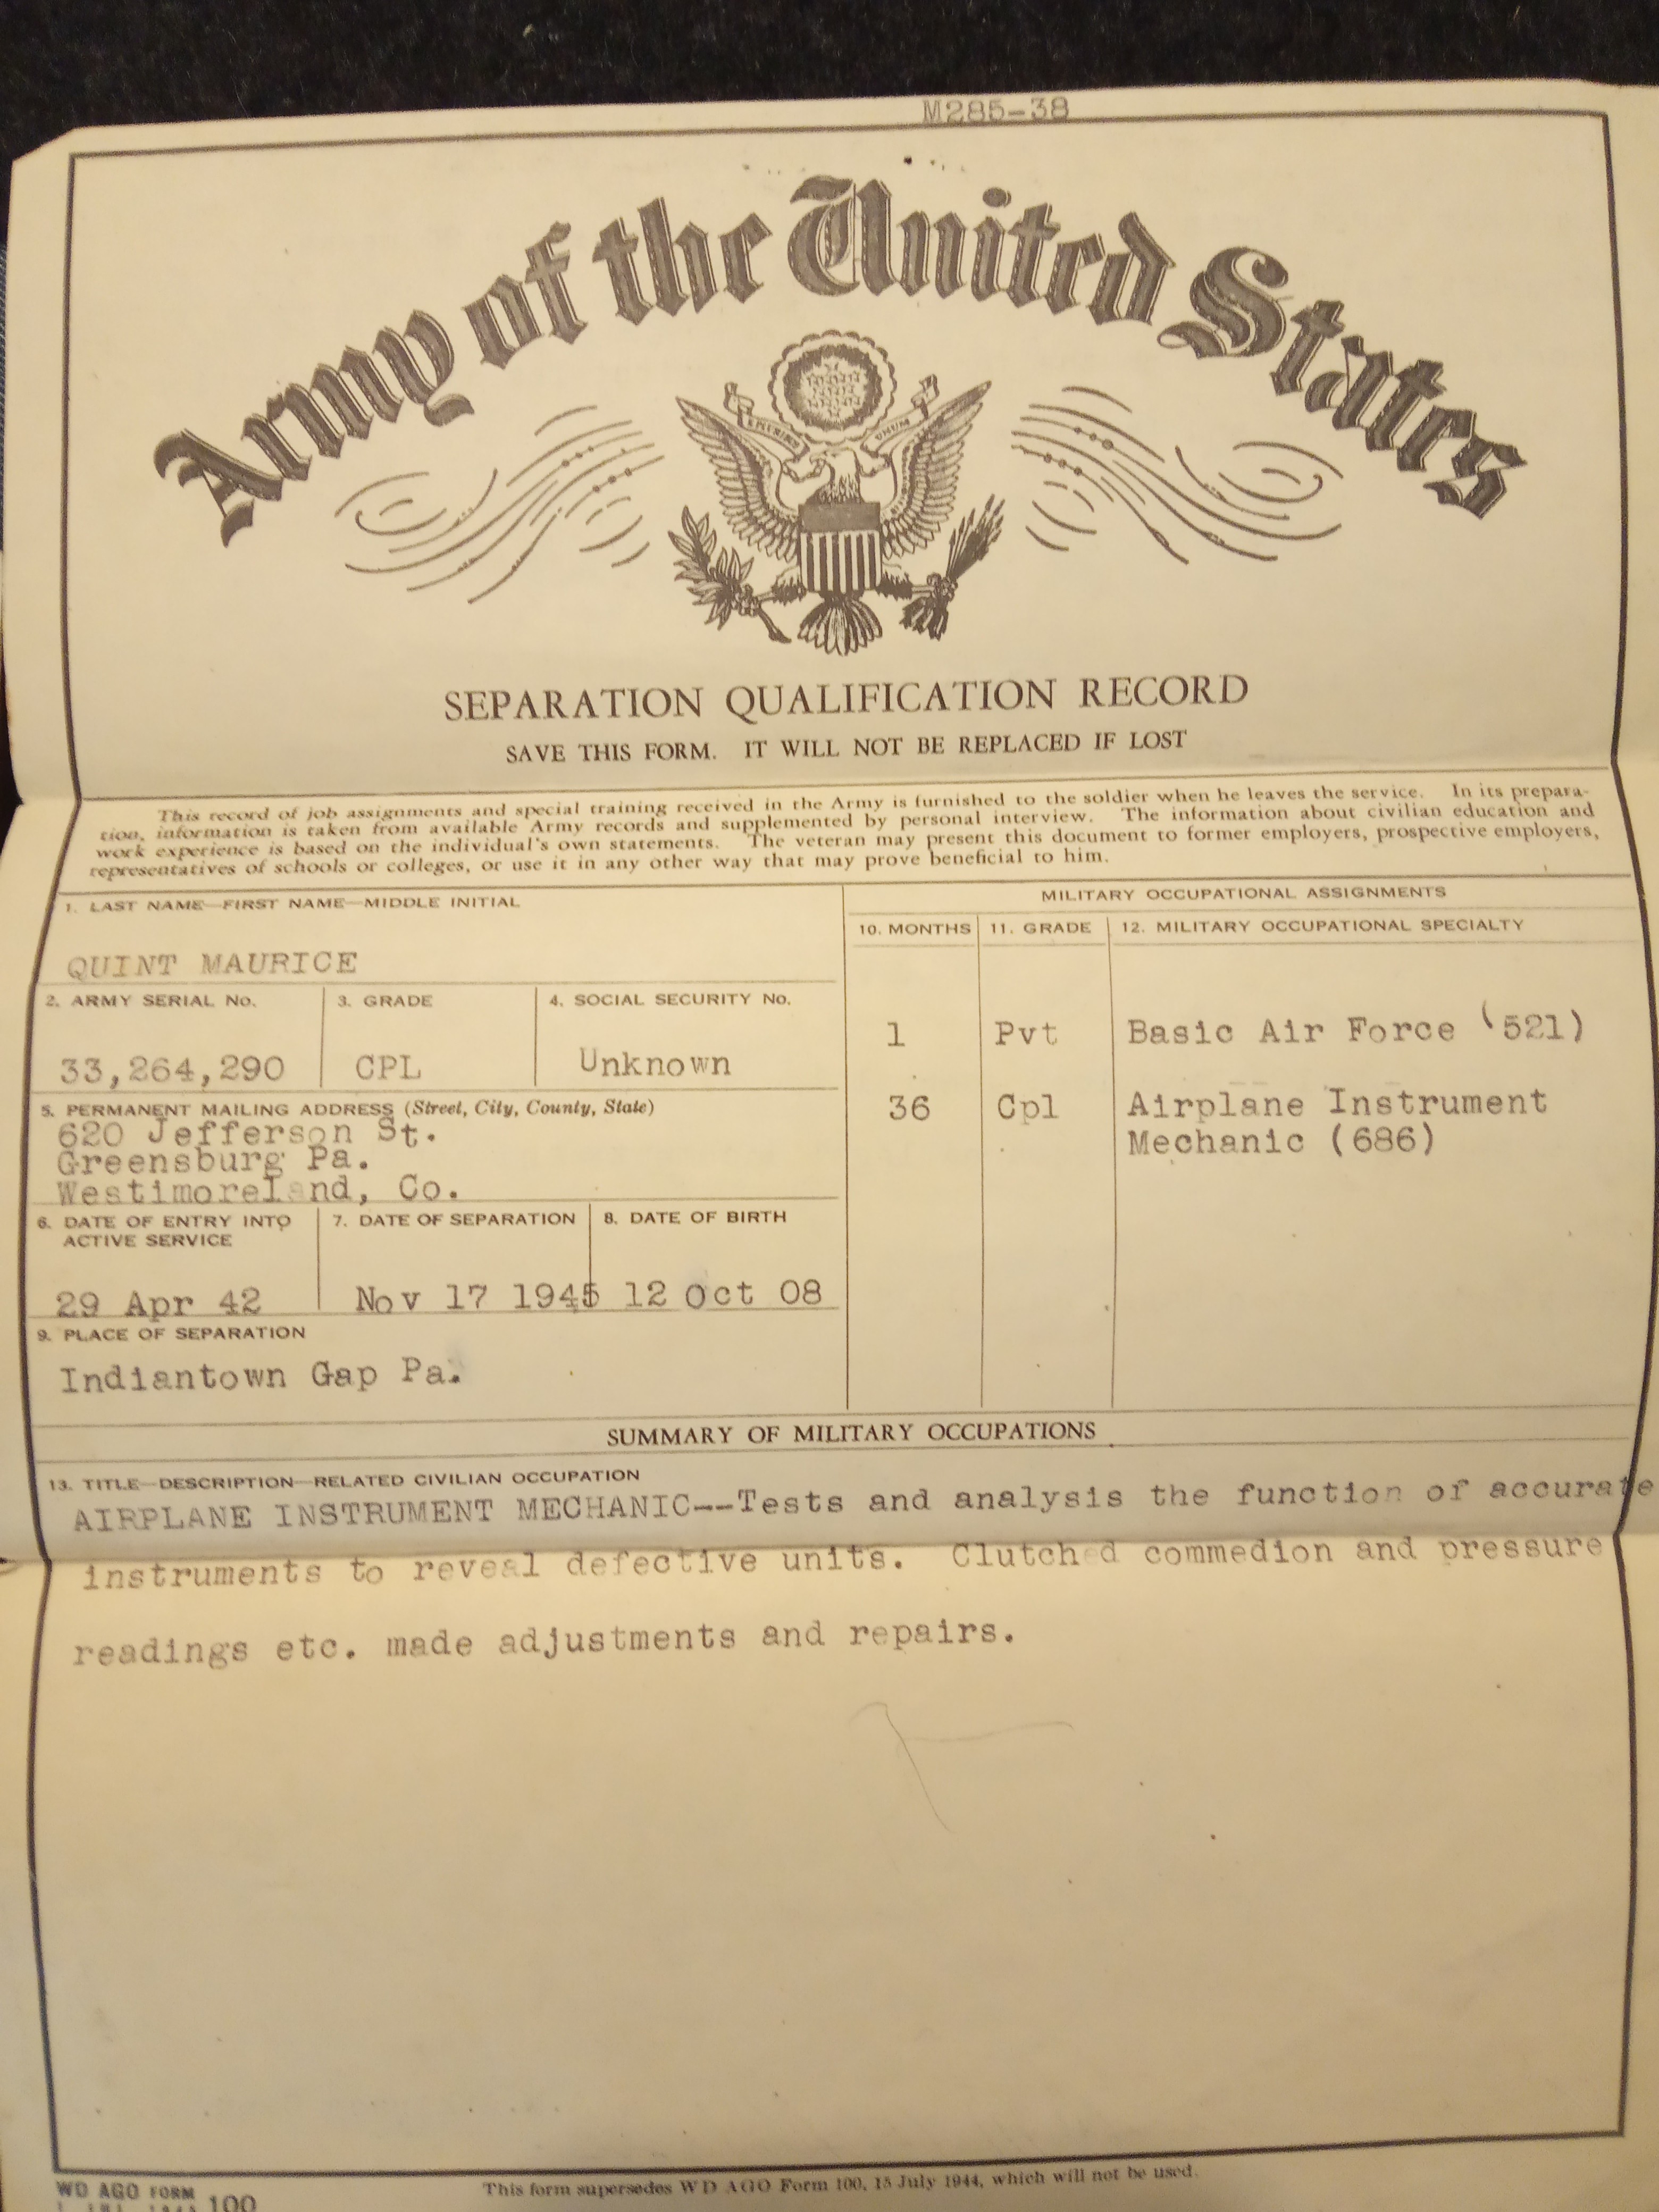 M285-38
Army of the United States
E PLURIBUS UNUM
SEPARATION QUALIFICATION RECORD
SAVE THIS FORM. IT WILL NOT BE REPLACED IF LOST
This record of job assignments and special training received in the Army is furnished to the soldier when he leaves the service. In its prepara-
tion, information is taken from available Army records and supplemented by personal interview. The information about civilian education and
work experience is based on the individual's own statements. The veteran may present this document to former employers, prospective employers,
representatives of schools or colleges, or use it in any other way that may prove beneficial to him.
1. LAST NAME—FIRST NAME—MIDDLE INITIAL
QUINT MAURICE
2. ARMY SERIAL No.
33,264,290
3. GRADE
CPL
4. SOCIAL SECURITY No.
Unknown
5. PERMANENT MAILING ADDRESS (Street, City, County, State)
620 Jefferson St.
Greensburg Pa.
Westimoreland, Co.
6. DATE OF ENTRY INTO
ACTIVE SERVICE
29 Apr 42
7. DATE OF SEPARATION
Nov 17 1945
8. DATE OF BIRTH
12 Oct 08
9. PLACE OF SEPARATION
Indiantown Gap Pa.
MILITARY OCCUPATIONAL ASSIGNMENTS
10. MONTHS 11. GRADE 12. MILITARY OCCUPATIONAL SPECIALTY
1 Pvt Basic Air Force (521)
36 Cpl Airplane Instrument
Mechanic (686)
SUMMARY OF MILITARY OCCUPATIONS
13. TITLE—DESCRIPTION—RELATED CIVILIAN OCCUPATION
AIRPLANE INSTRUMENT MECHANIC--Tests and analysis the function of accurate
instruments to reveal defective units. Clutched commedion and pressure
readings etc. made adjustments and repairs.
WD AGO FORM
100
This form supersedes WD AGO Form 100, 15 July 1944, which will not be used.